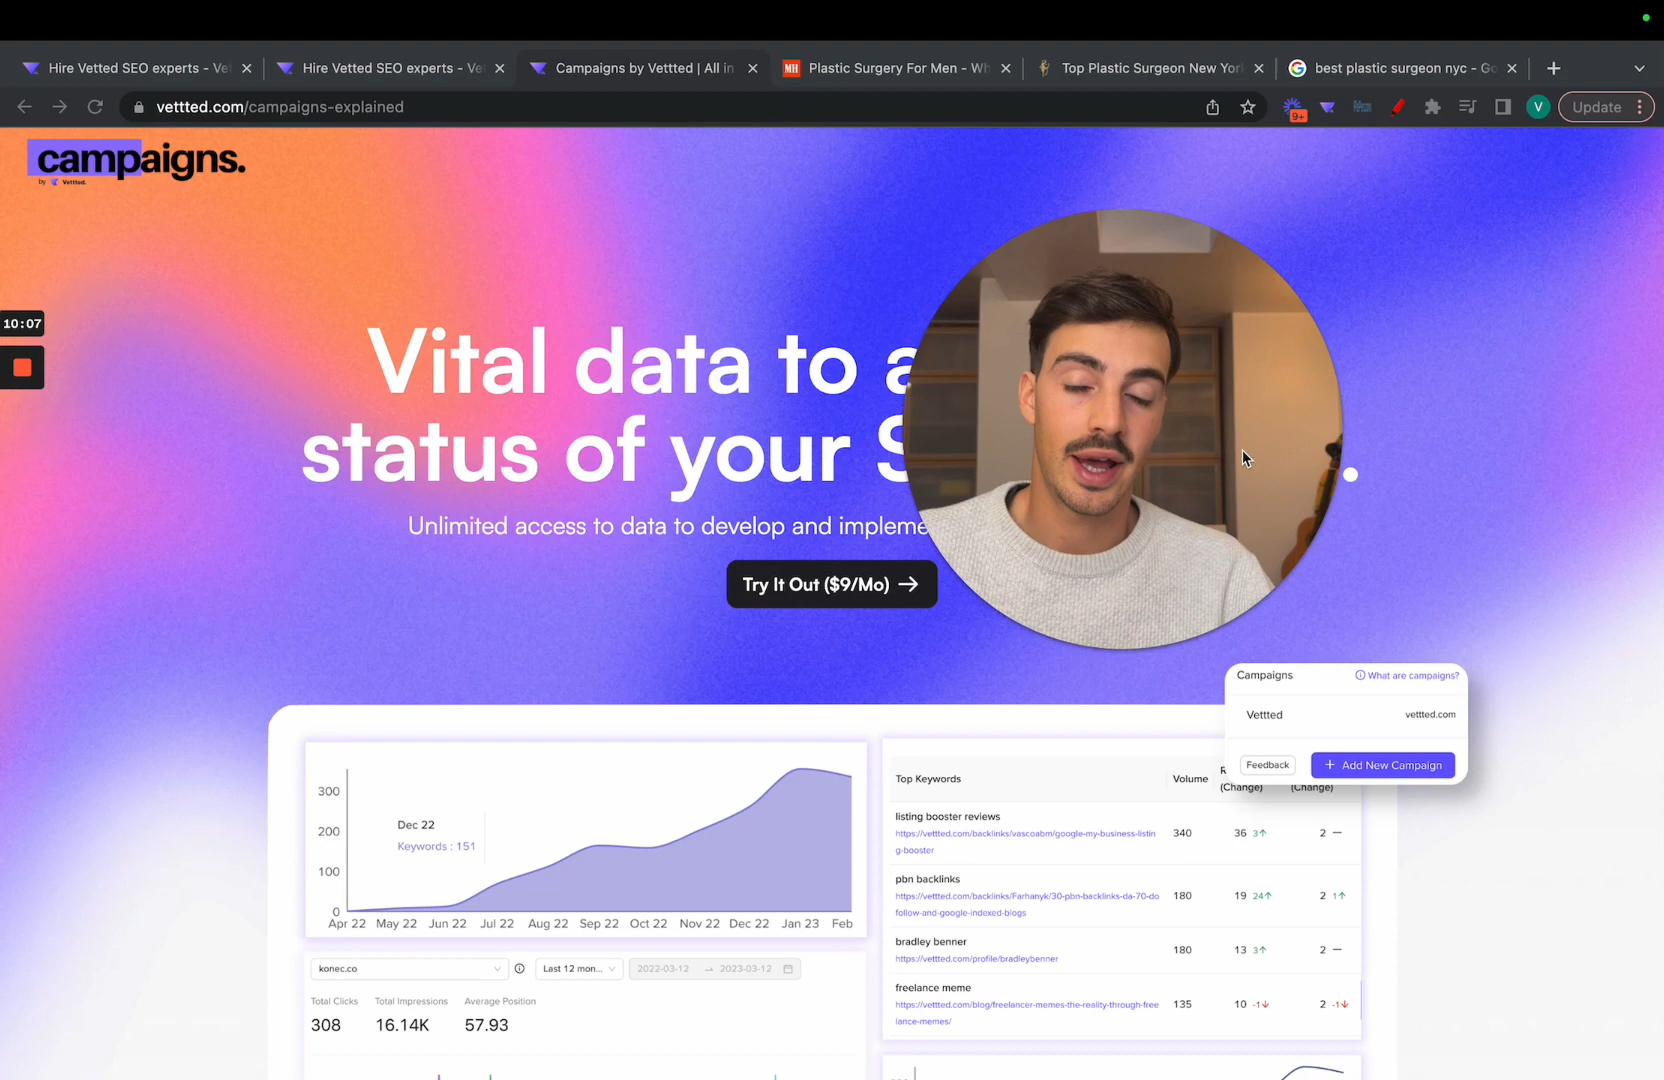 Hire Vetted SEO experts - Ve
Hire Vetted SEO experts - Ve
Campaigns by Vettted | All in
MH Plastic Surgery For Men - Wh
Top Plastic Surgeon New York
best plastic surgeon nyc - Go
vettted.com/campaigns-explained
9+
V
Update
campaigns.
by Vettted.
10:07
Vital data to a
status of your S
.
Unlimited access to data to develop and impleme
Try It Out ($9/Mo) →
Campaigns
What are campaigns?
Vettted
vettted.com
Feedback
+ Add New Campaign
300
200
100
0
Dec 22
Keywords : 151
Apr 22 May 22 Jun 22 Jul 22 Aug 22 Sep 22 Oct 22 Nov 22 Dec 22 Jan 23 Feb
Top Keywords
Volume
(Change)
(Change)
listing booster reviews
https://vettted.com/backlinks/vascoabm/google-my-business-listin
g-booster
340 36 3↑ 2 —
pbn backlinks
https://vettted.com/backlinks/Farhanyk/30-pbn-backlinks-da-70-do
follow-and-google-indexed-blogs
180 19 24↑ 2 1↑
bradley benner
https://vettted.com/profile/bradleybenner
180 13 3↑ 2 —
freelance meme
https://vettted.com/blog/freelancer-memes-the-reality-through-free
lance-memes/
135 10 -1↓ 2 -1↓
konec.co
Last 12 mon...
2022-03-12 → 2023-03-12
Total Clicks Total Impressions Average Position
308 16.14K 57.93